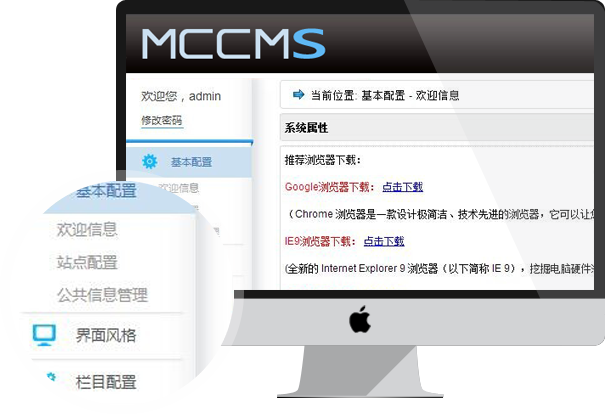 MCCMS
欢迎您，admin
修改密码
当前位置: 基本配置 - 欢迎信息
系统属性
基本配置
欢迎信息
推荐浏览器下载：
Google浏览器下载： 点击下载
（ Chrome 浏览器是一款设计极简洁、技术先进的浏览器，它可以让
IE9浏览器下载： 点击下载
(全新的 Internet Explorer 9 浏览器（以下简称 IE 9），挖掘电脑硬件
基本配置
欢迎信息
站点配置
公共信息管理
界面风格
栏目配置